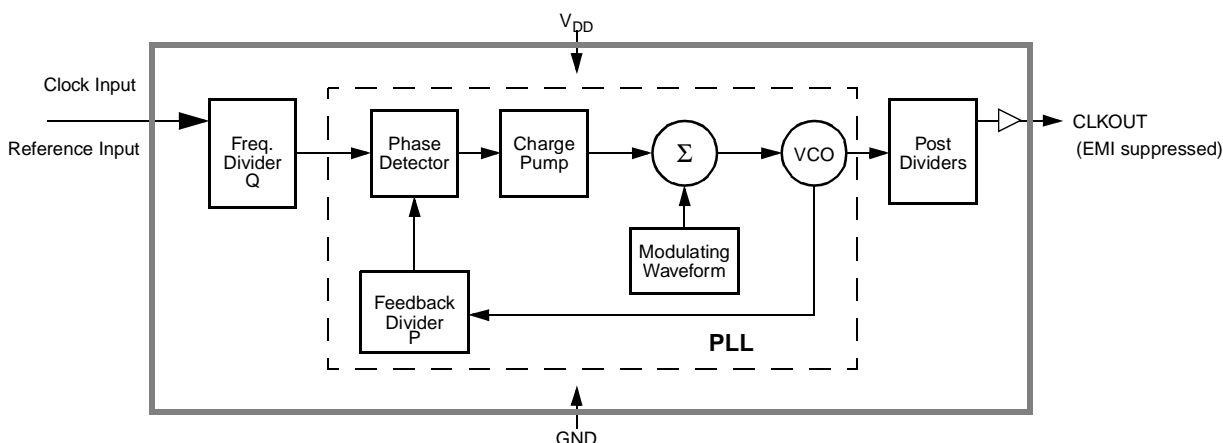 V_DD
Clock Input
Reference Input
Freq.
Divider
Q
Phase
Detector
Charge
Pump
Σ
VCO
Post
Dividers
CLKOUT
(EMI suppressed)
Modulating
Waveform
Feedback
Divider
P
PLL
GND